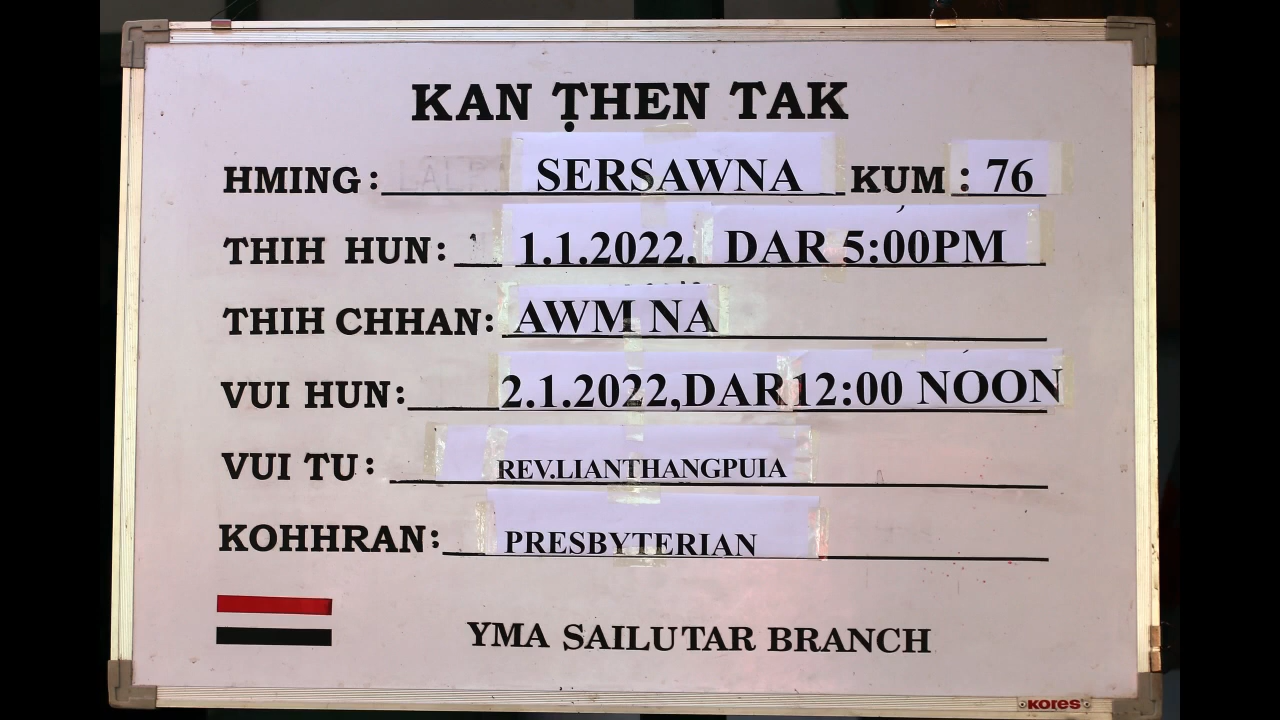 KAN ṬHEN TAK
HMING: SERSAWNA KUM : 76
THIH HUN: 1.1.2022. DAR 5:00PM
THIH CHHAN: AWM NA
VUI HUN: 2.1.2022,DAR 12:00 NOON
VUI TU: REV.LIANTHANGPUIA
KOHHRAN: PRESBYTERIAN
YMA SAILUTAR BRANCH
KORES